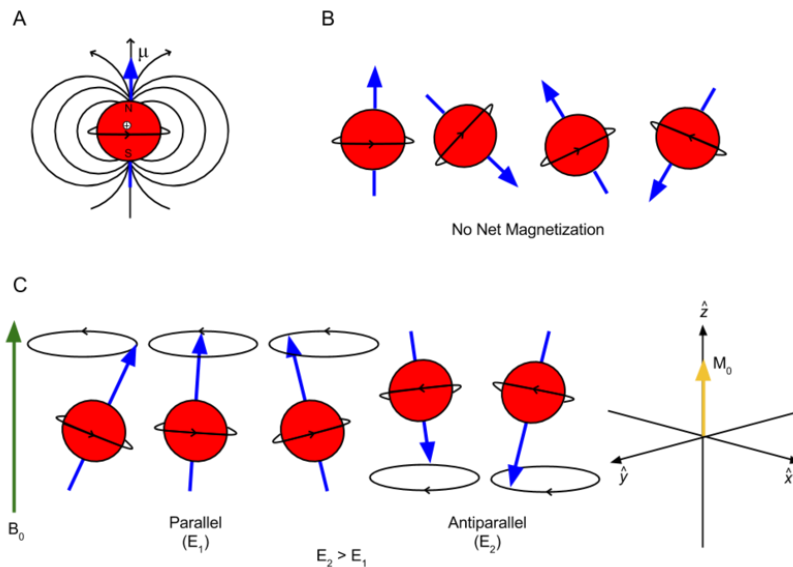 A
μ
N
⊕
S
B
No Net Magnetization
C
B₀
Parallel
(E₁)
E₂ > E₁
Antiparallel
(E₂)
ẑ
M₀
ŷ
x̂